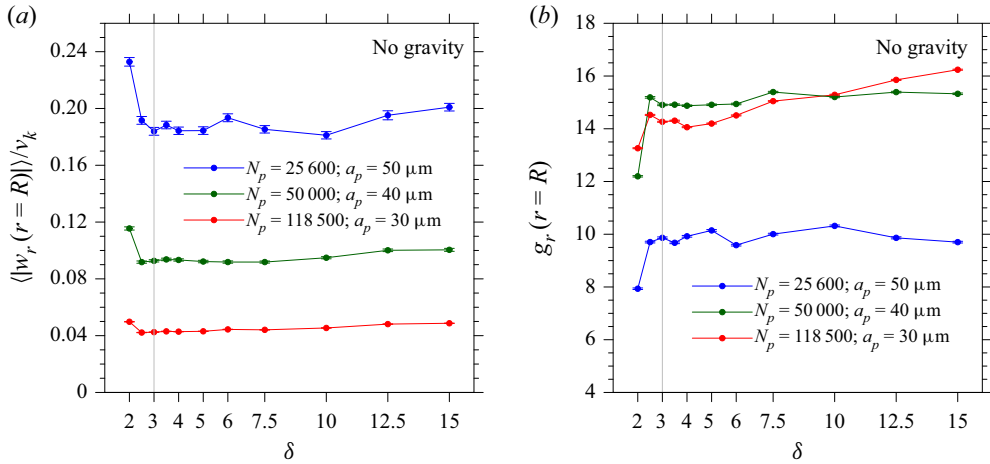 (a)
No gravity
⟨|w_r (r = R)|⟩/v_k
0.24
0.20
0.16
0.12
0.08
0.04
0
N_p = 25 600; a_p = 50 μm
N_p = 50 000; a_p = 40 μm
N_p = 118 500; a_p = 30 μm
2 3 4 5 6 7.5 10 12.5 15
δ
(b)
No gravity
g_r (r = R)
18
16
14
12
10
8
6
4
N_p = 25 600; a_p = 50 μm
N_p = 50 000; a_p = 40 μm
N_p = 118 500; a_p = 30 μm
2 3 4 5 6 7.5 10 12.5 15
δ